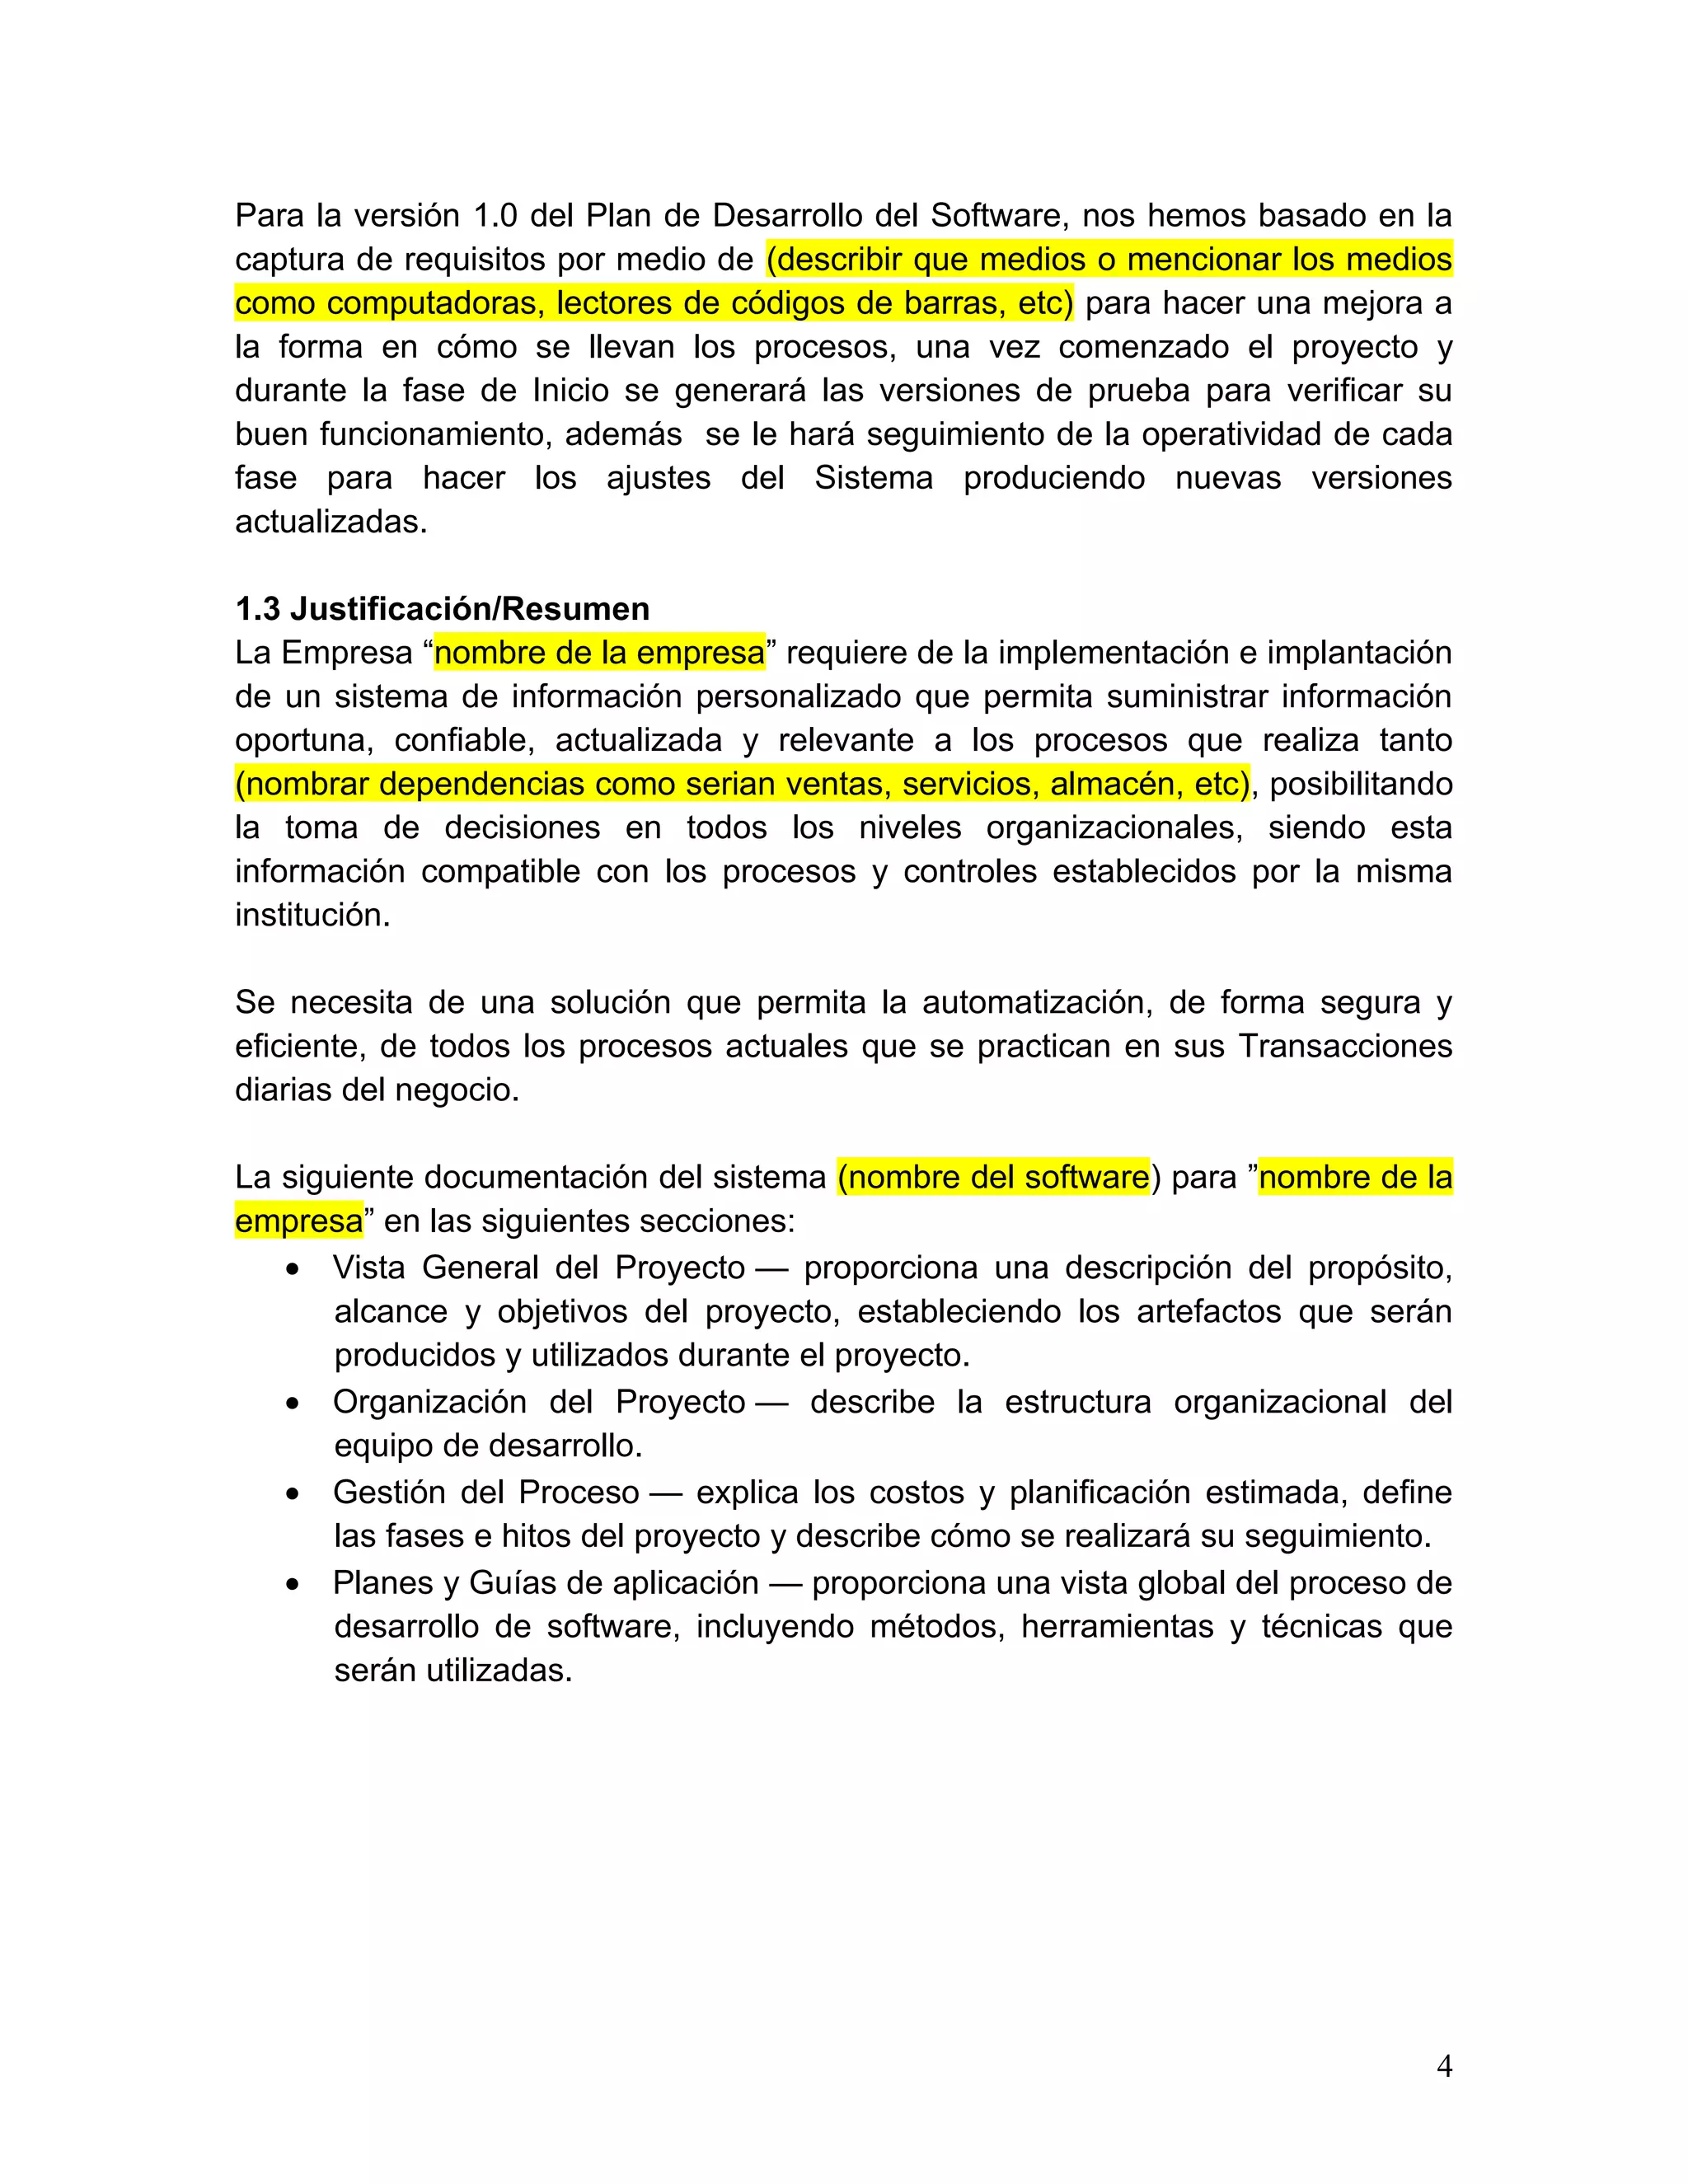 Para la versión 1.0 del Plan de Desarrollo del Software, nos hemos basado en la
captura de requisitos por medio de (describir que medios o mencionar los medios
como computadoras, lectores de códigos de barras, etc) para hacer una mejora a
la forma en cómo se llevan los procesos, una vez comenzado el proyecto y
durante la fase de Inicio se generará las versiones de prueba para verificar su
buen funcionamiento, además  se le hará seguimiento de la operatividad de cada
fase para hacer los ajustes del Sistema produciendo nuevas versiones
actualizadas.
1.3 Justificación/Resumen
La Empresa “nombre de la empresa” requiere de la implementación e implantación
de un sistema de información personalizado que permita suministrar información
oportuna, confiable, actualizada y relevante a los procesos que realiza tanto
(nombrar dependencias como serian ventas, servicios, almacén, etc), posibilitando
la toma de decisiones en todos los niveles organizacionales, siendo esta
información compatible con los procesos y controles establecidos por la misma
institución.
Se necesita de una solución que permita la automatización, de forma segura y
eficiente, de todos los procesos actuales que se practican en sus Transacciones
diarias del negocio.
La siguiente documentación del sistema (nombre del software) para ”nombre de la
empresa” en las siguientes secciones:
• Vista General del Proyecto — proporciona una descripción del propósito,
alcance y objetivos del proyecto, estableciendo los artefactos que serán
producidos y utilizados durante el proyecto.
• Organización del Proyecto — describe la estructura organizacional del
equipo de desarrollo.
• Gestión del Proceso — explica los costos y planificación estimada, define
las fases e hitos del proyecto y describe cómo se realizará su seguimiento.
• Planes y Guías de aplicación — proporciona una vista global del proceso de
desarrollo de software, incluyendo métodos, herramientas y técnicas que
serán utilizadas.
4